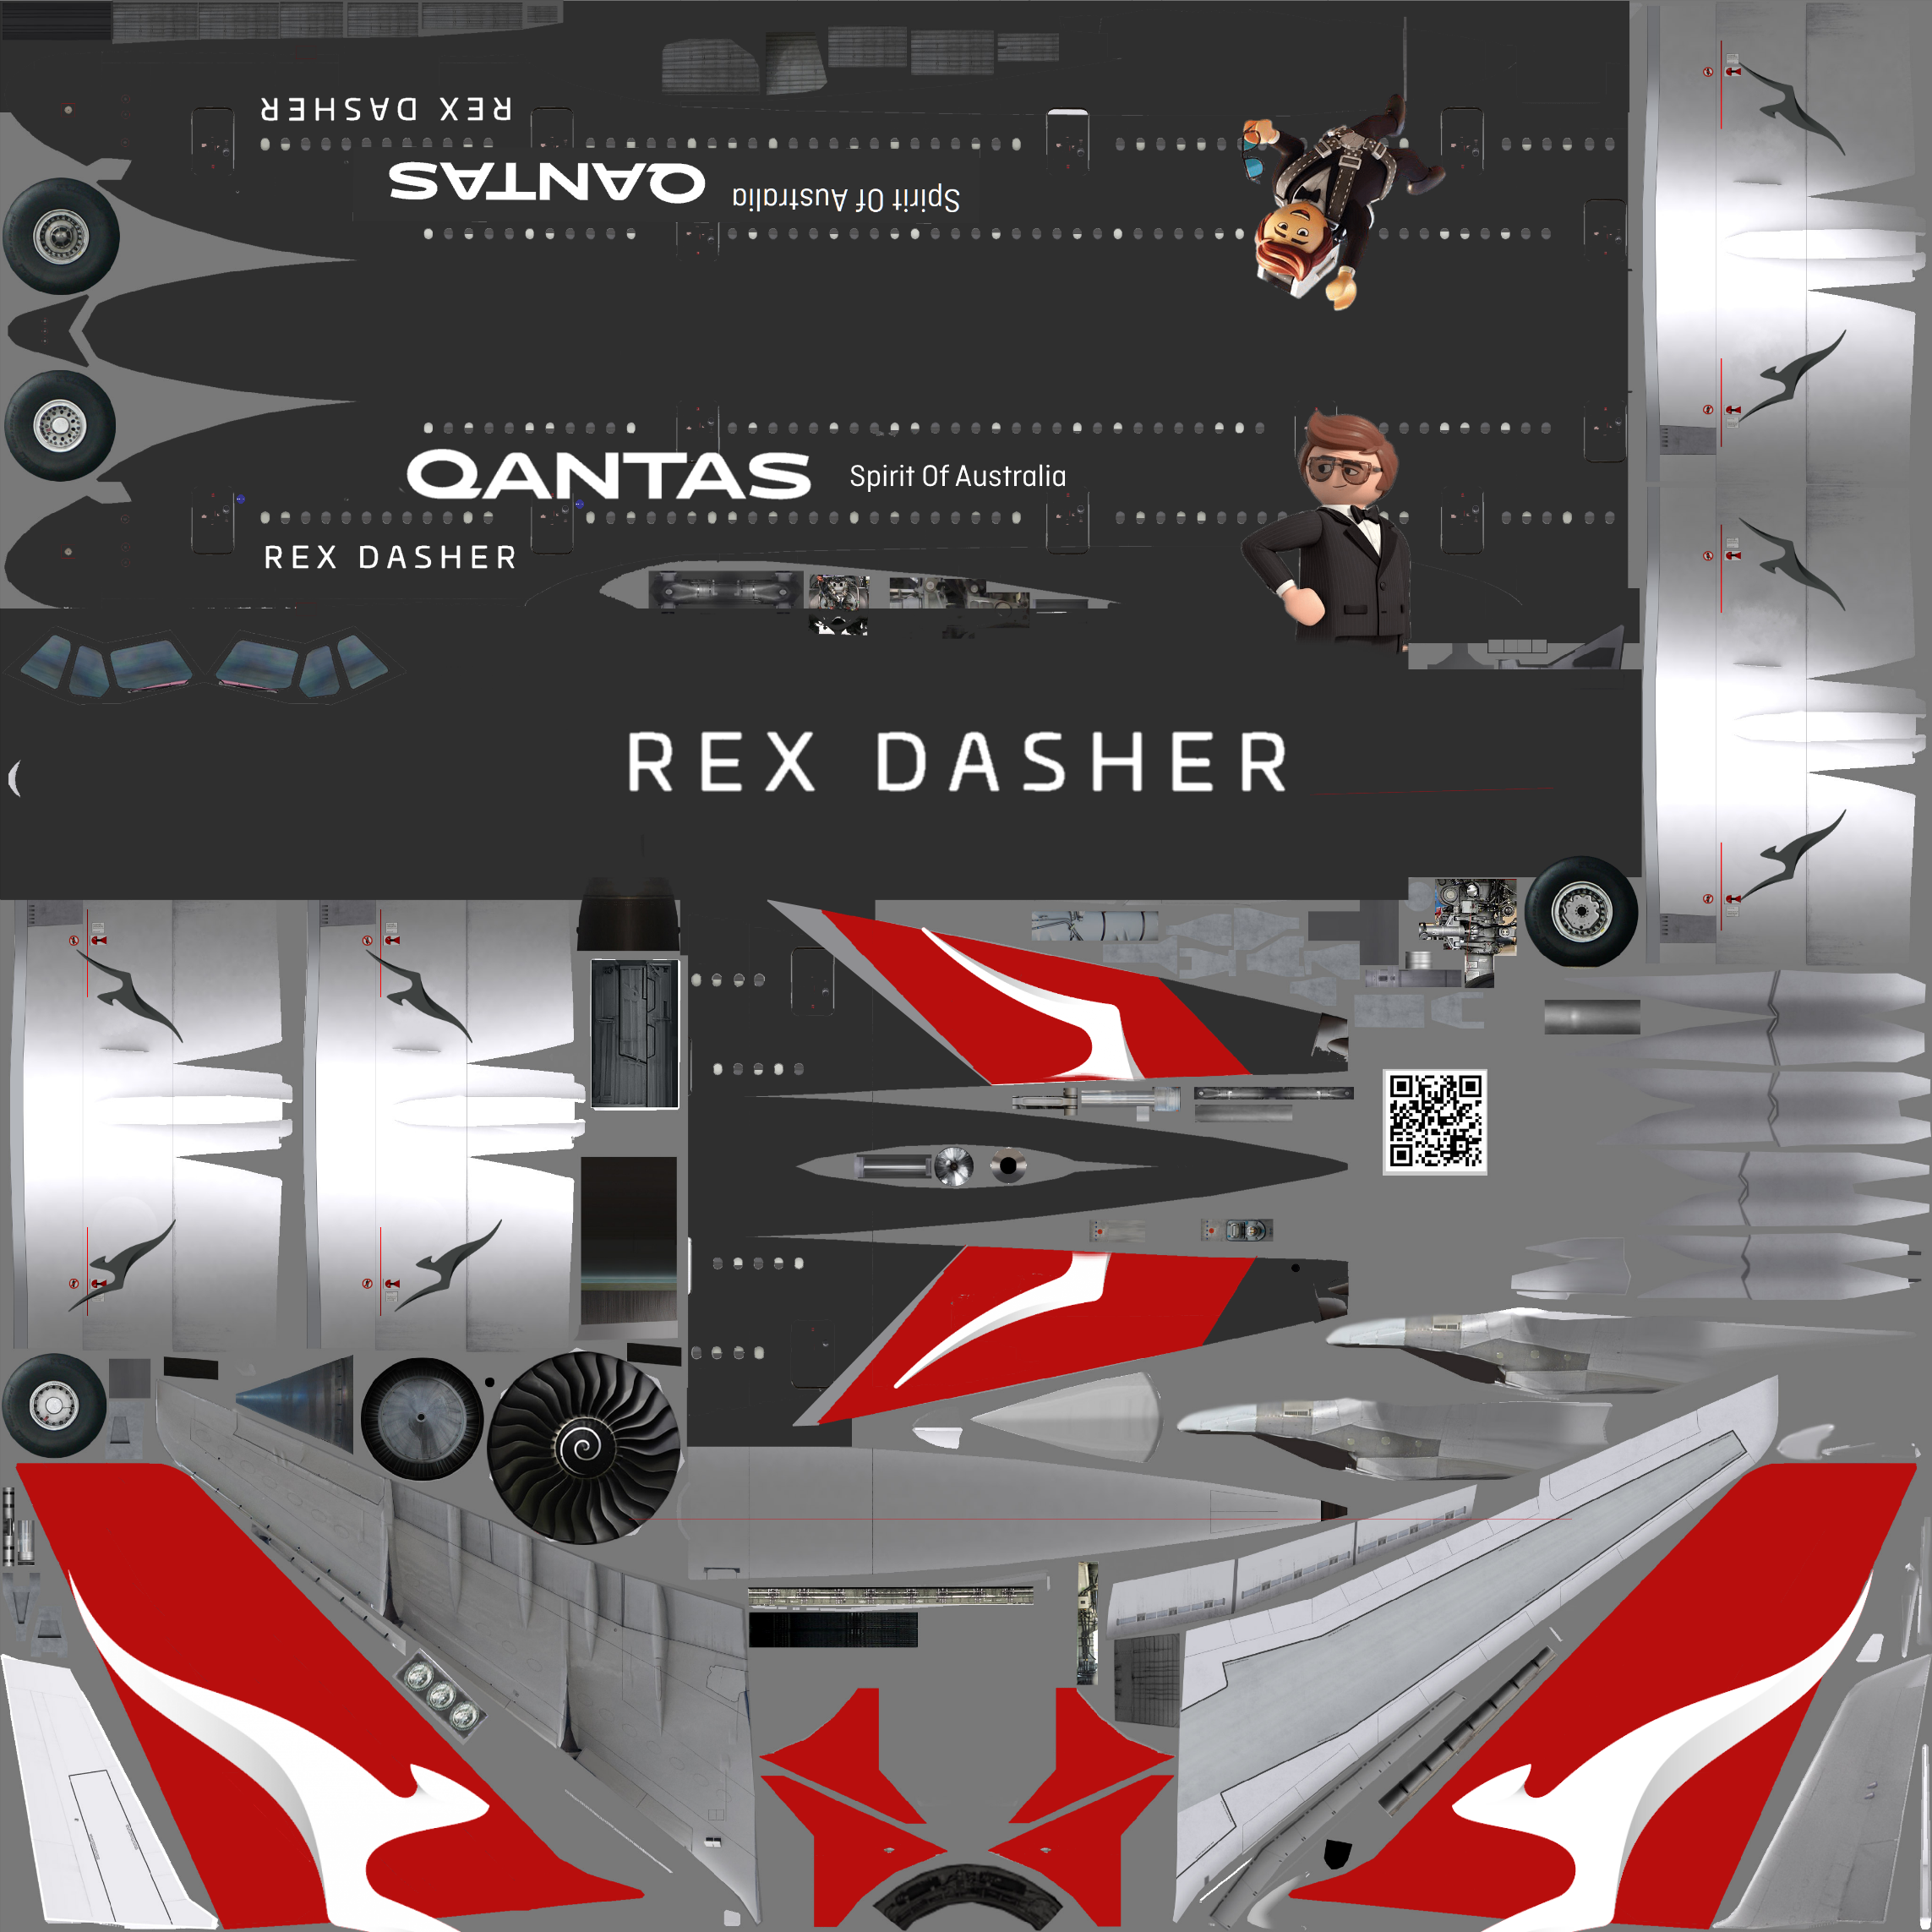 REX DASHER
QANTAS
Spirit Of Australia
QANTAS
Spirit Of Australia
REX DASHER
REX DASHER